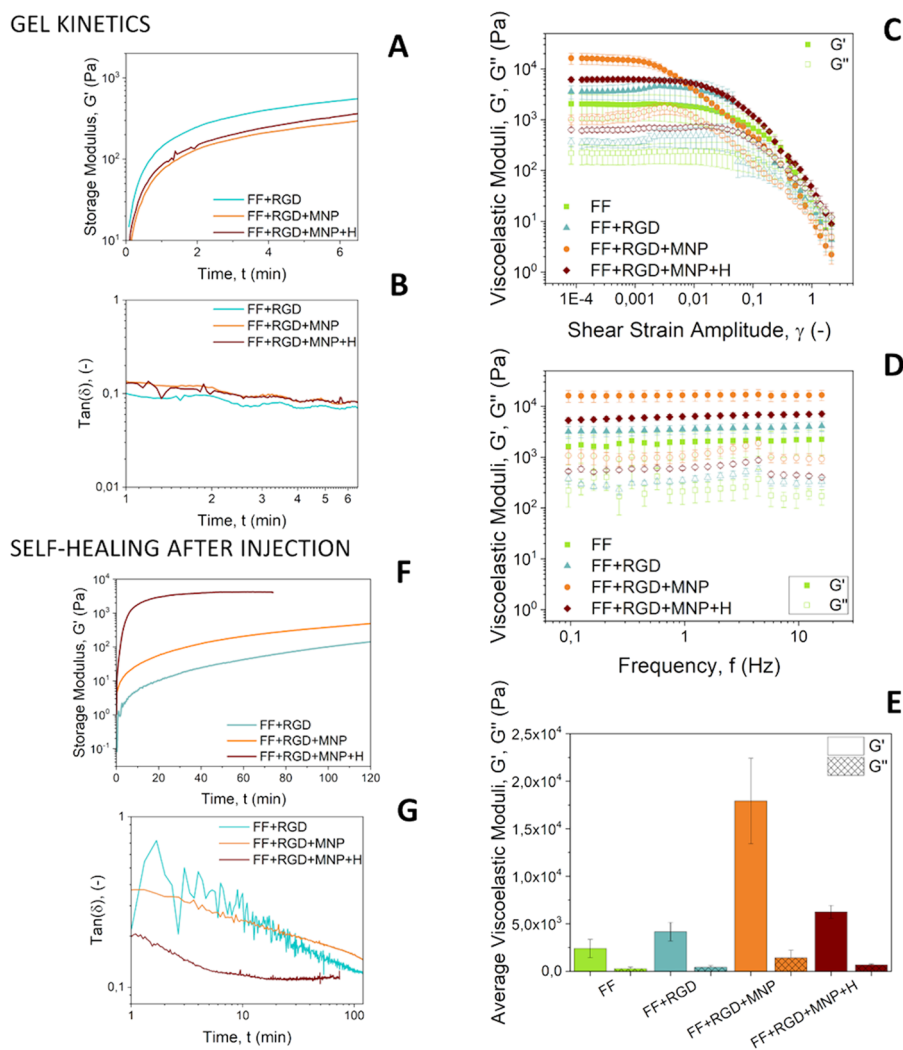 GEL KINETICS
A
Storage Modulus, G' (Pa)
10³
10²
10¹
0
2
4
6
FF+RGD
FF+RGD+MNP
FF+RGD+MNP+H
Time, t (min)
B
Tan(δ), (-)
1
0,1
0,01
FF+RGD
FF+RGD+MNP
FF+RGD+MNP+H
1
2
3
4
5
6
Time, t (min)
C
Viscoelastic Moduli, G', G" (Pa)
10⁵
10⁴
10³
10²
10¹
10⁰
G'
G"
FF
FF+RGD
FF+RGD+MNP
FF+RGD+MNP+H
1E-4
0,001
0,01
0,1
1
Shear Strain Amplitude, γ (-)
D
Viscoelastic Moduli, G', G" (Pa)
10⁵
10⁴
10³
10²
10¹
10⁰
FF
FF+RGD
FF+RGD+MNP
FF+RGD+MNP+H
G'
G"
0,1
1
10
Frequency, f (Hz)
SELF-HEALING AFTER INJECTION
F
Storage Modulus, G' (Pa)
10⁴
10³
10²
10¹
10⁰
10⁻¹
FF+RGD
FF+RGD+MNP
FF+RGD+MNP+H
0
20
40
60
80
100
120
Time, t (min)
G
Tan(δ), (-)
1
0,1
FF+RGD
FF+RGD+MNP
FF+RGD+MNP+H
1
10
100
Time, t (min)
E
Average Viscoelastic Moduli, G', G" (Pa)
2,5x10⁴
2,0x10⁴
1,5x10⁴
1,0x10⁴
5,0x10³
0,0
G'
G"
FF
FF+RGD
FF+RGD+MNP
FF+RGD+MNP+H